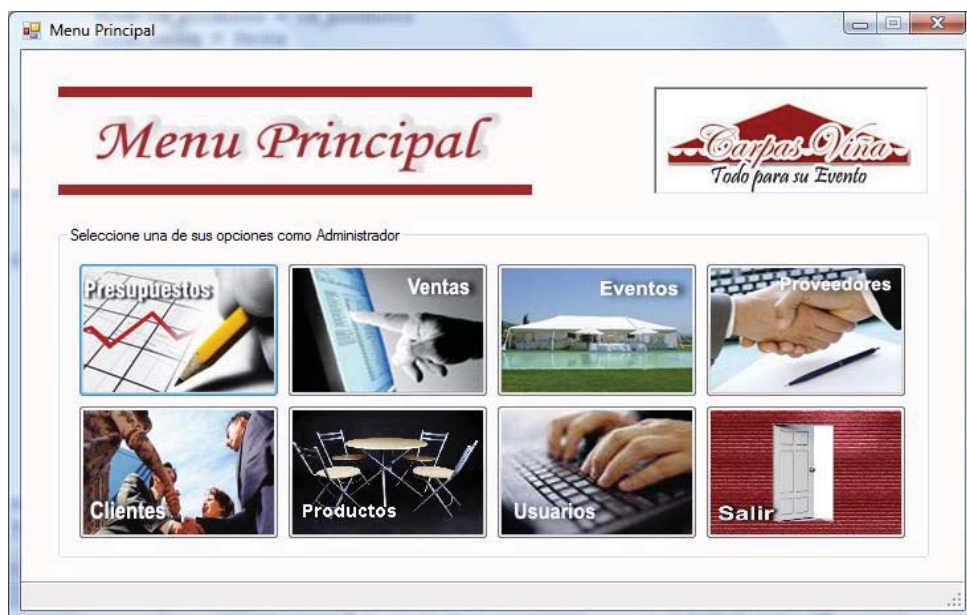 Menu Principal
Menu Principal
Carpas Viña
Todo para su Evento
Seleccione una de sus opciones como Administrador
Presupuestos
Ventas
Eventos
Proveedores
Clientes
Productos
Usuarios
Salir